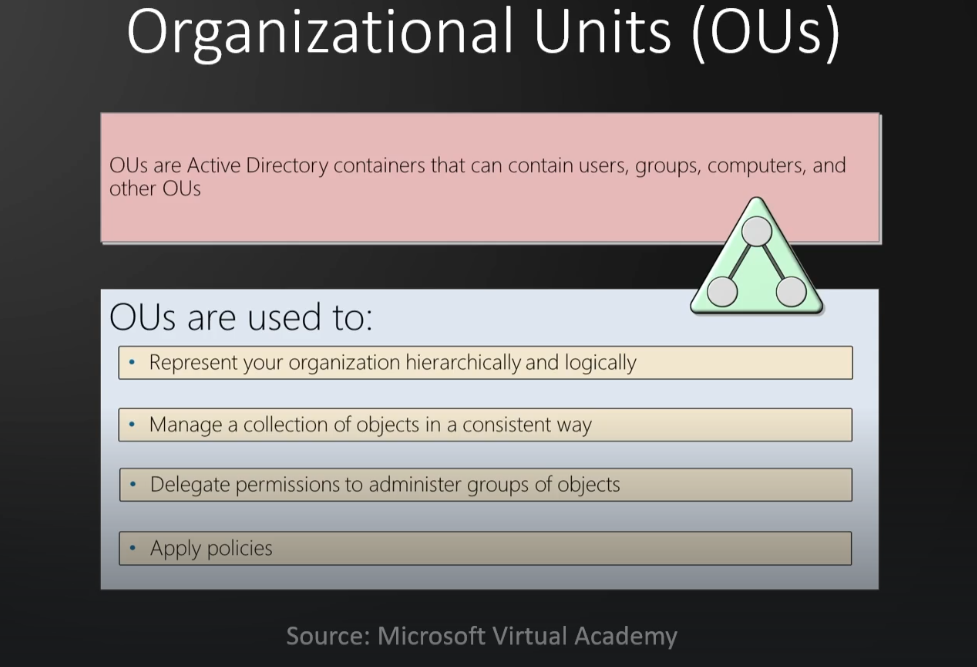 Organizational Units (OUs)
OUs are Active Directory containers that can contain users, groups, computers, and
other OUs
OUs are used to:
• Represent your organization hierarchically and logically
• Manage a collection of objects in a consistent way
• Delegate permissions to administer groups of objects
• Apply policies
Source: Microsoft Virtual Academy